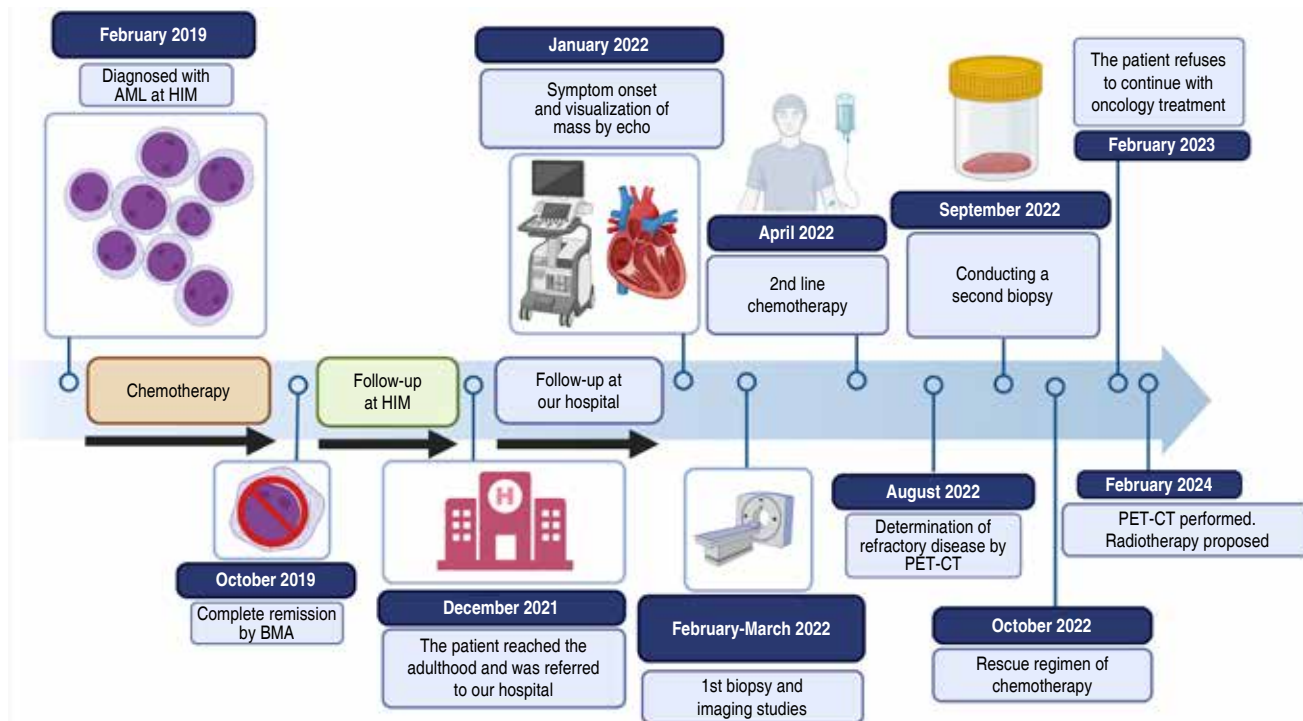 February 2019
Diagnosed with
AML at HIM
Chemotherapy
October 2019
Complete remission
by BMA
Follow-up
at HIM
H
December 2021
The patient reached the
adulthood and was referred
to our hospital
Follow-up at
our hospital
January 2022
Symptom onset
and visualization of
mass by echo
February-March 2022
1st biopsy and
imaging studies
April 2022
2nd line
chemotherapy
August 2022
Determination of
refractory disease by
PET-CT
September 2022
Conducting a
second biopsy
October 2022
Rescue regimen of
chemotherapy
The patient refuses
to continue with
oncology treatment
February 2023
February 2024
PET-CT performed.
Radiotherapy proposed